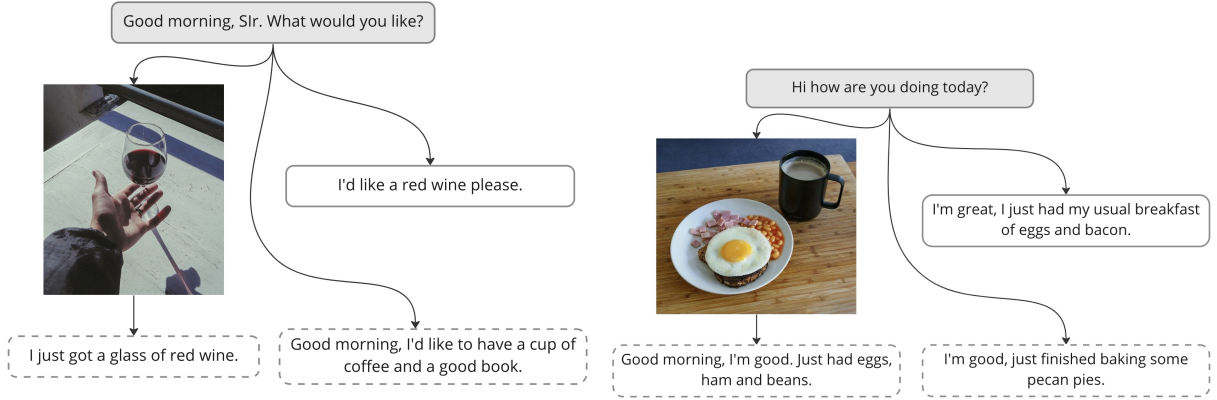 Good morning, SIr. What would you like?
I'd like a red wine please.
I just got a glass of red wine.
Good morning, I'd like to have a cup of
coffee and a good book.
Hi how are you doing today?
I'm great, I just had my usual breakfast
of eggs and bacon.
Good morning, I'm good. Just had eggs,
ham and beans.
I'm good, just finished baking some
pecan pies.